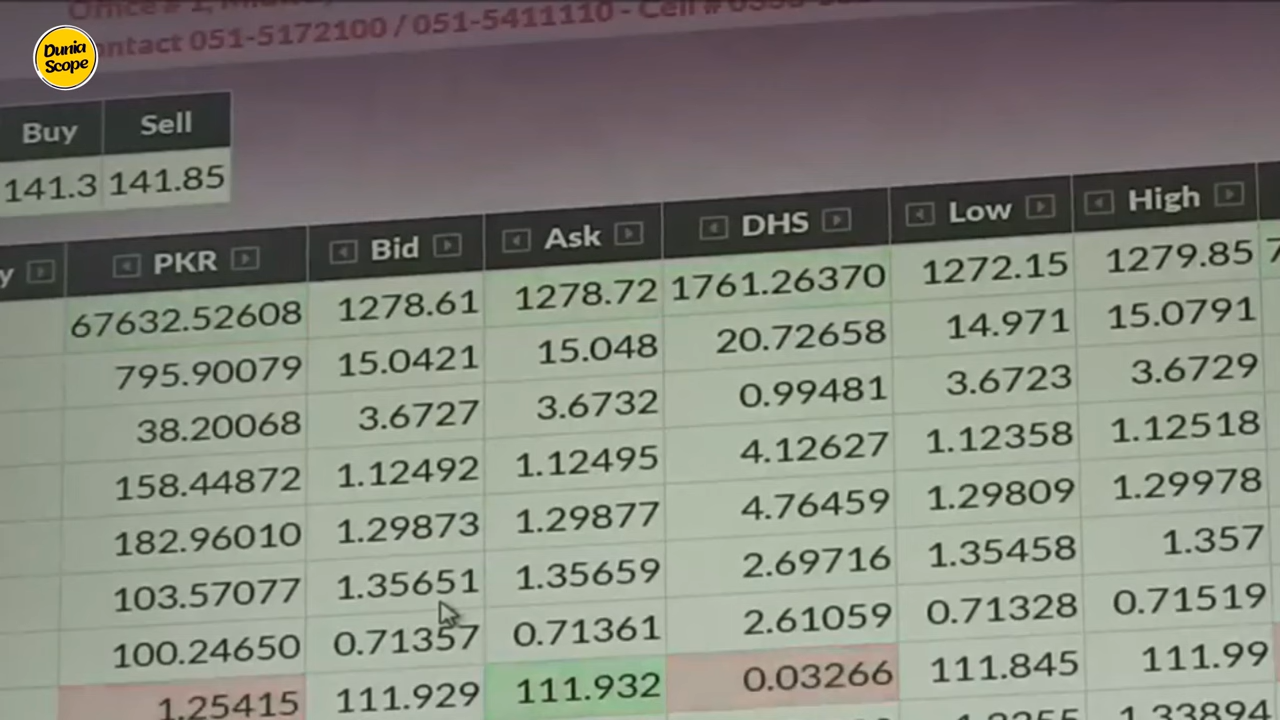 Dunia
Scope
Office # 1,
Contact 051-5172100 / 051-5411110 - Cell #
Buy Sell
141.3 141.85
y PKR Bid Ask DHS Low High
67632.52608 1278.61 1278.72 1761.26370 1272.15 1279.85 7
795.90079 15.0421 15.048 20.72658 14.971 15.0791
38.20068 3.6727 3.6732 0.99481 3.6723 3.6729
158.44872 1.12492 1.12495 4.12627 1.12358 1.12518
182.96010 1.29873 1.29877 4.76459 1.29809 1.29978
103.57077 1.35651 1.35659 2.69716 1.35458 1.357
100.24650 0.71357 0.71361 2.61059 0.71328 0.71519
1.25415 111.929 111.932 0.03266 111.845 111.99
1.33894